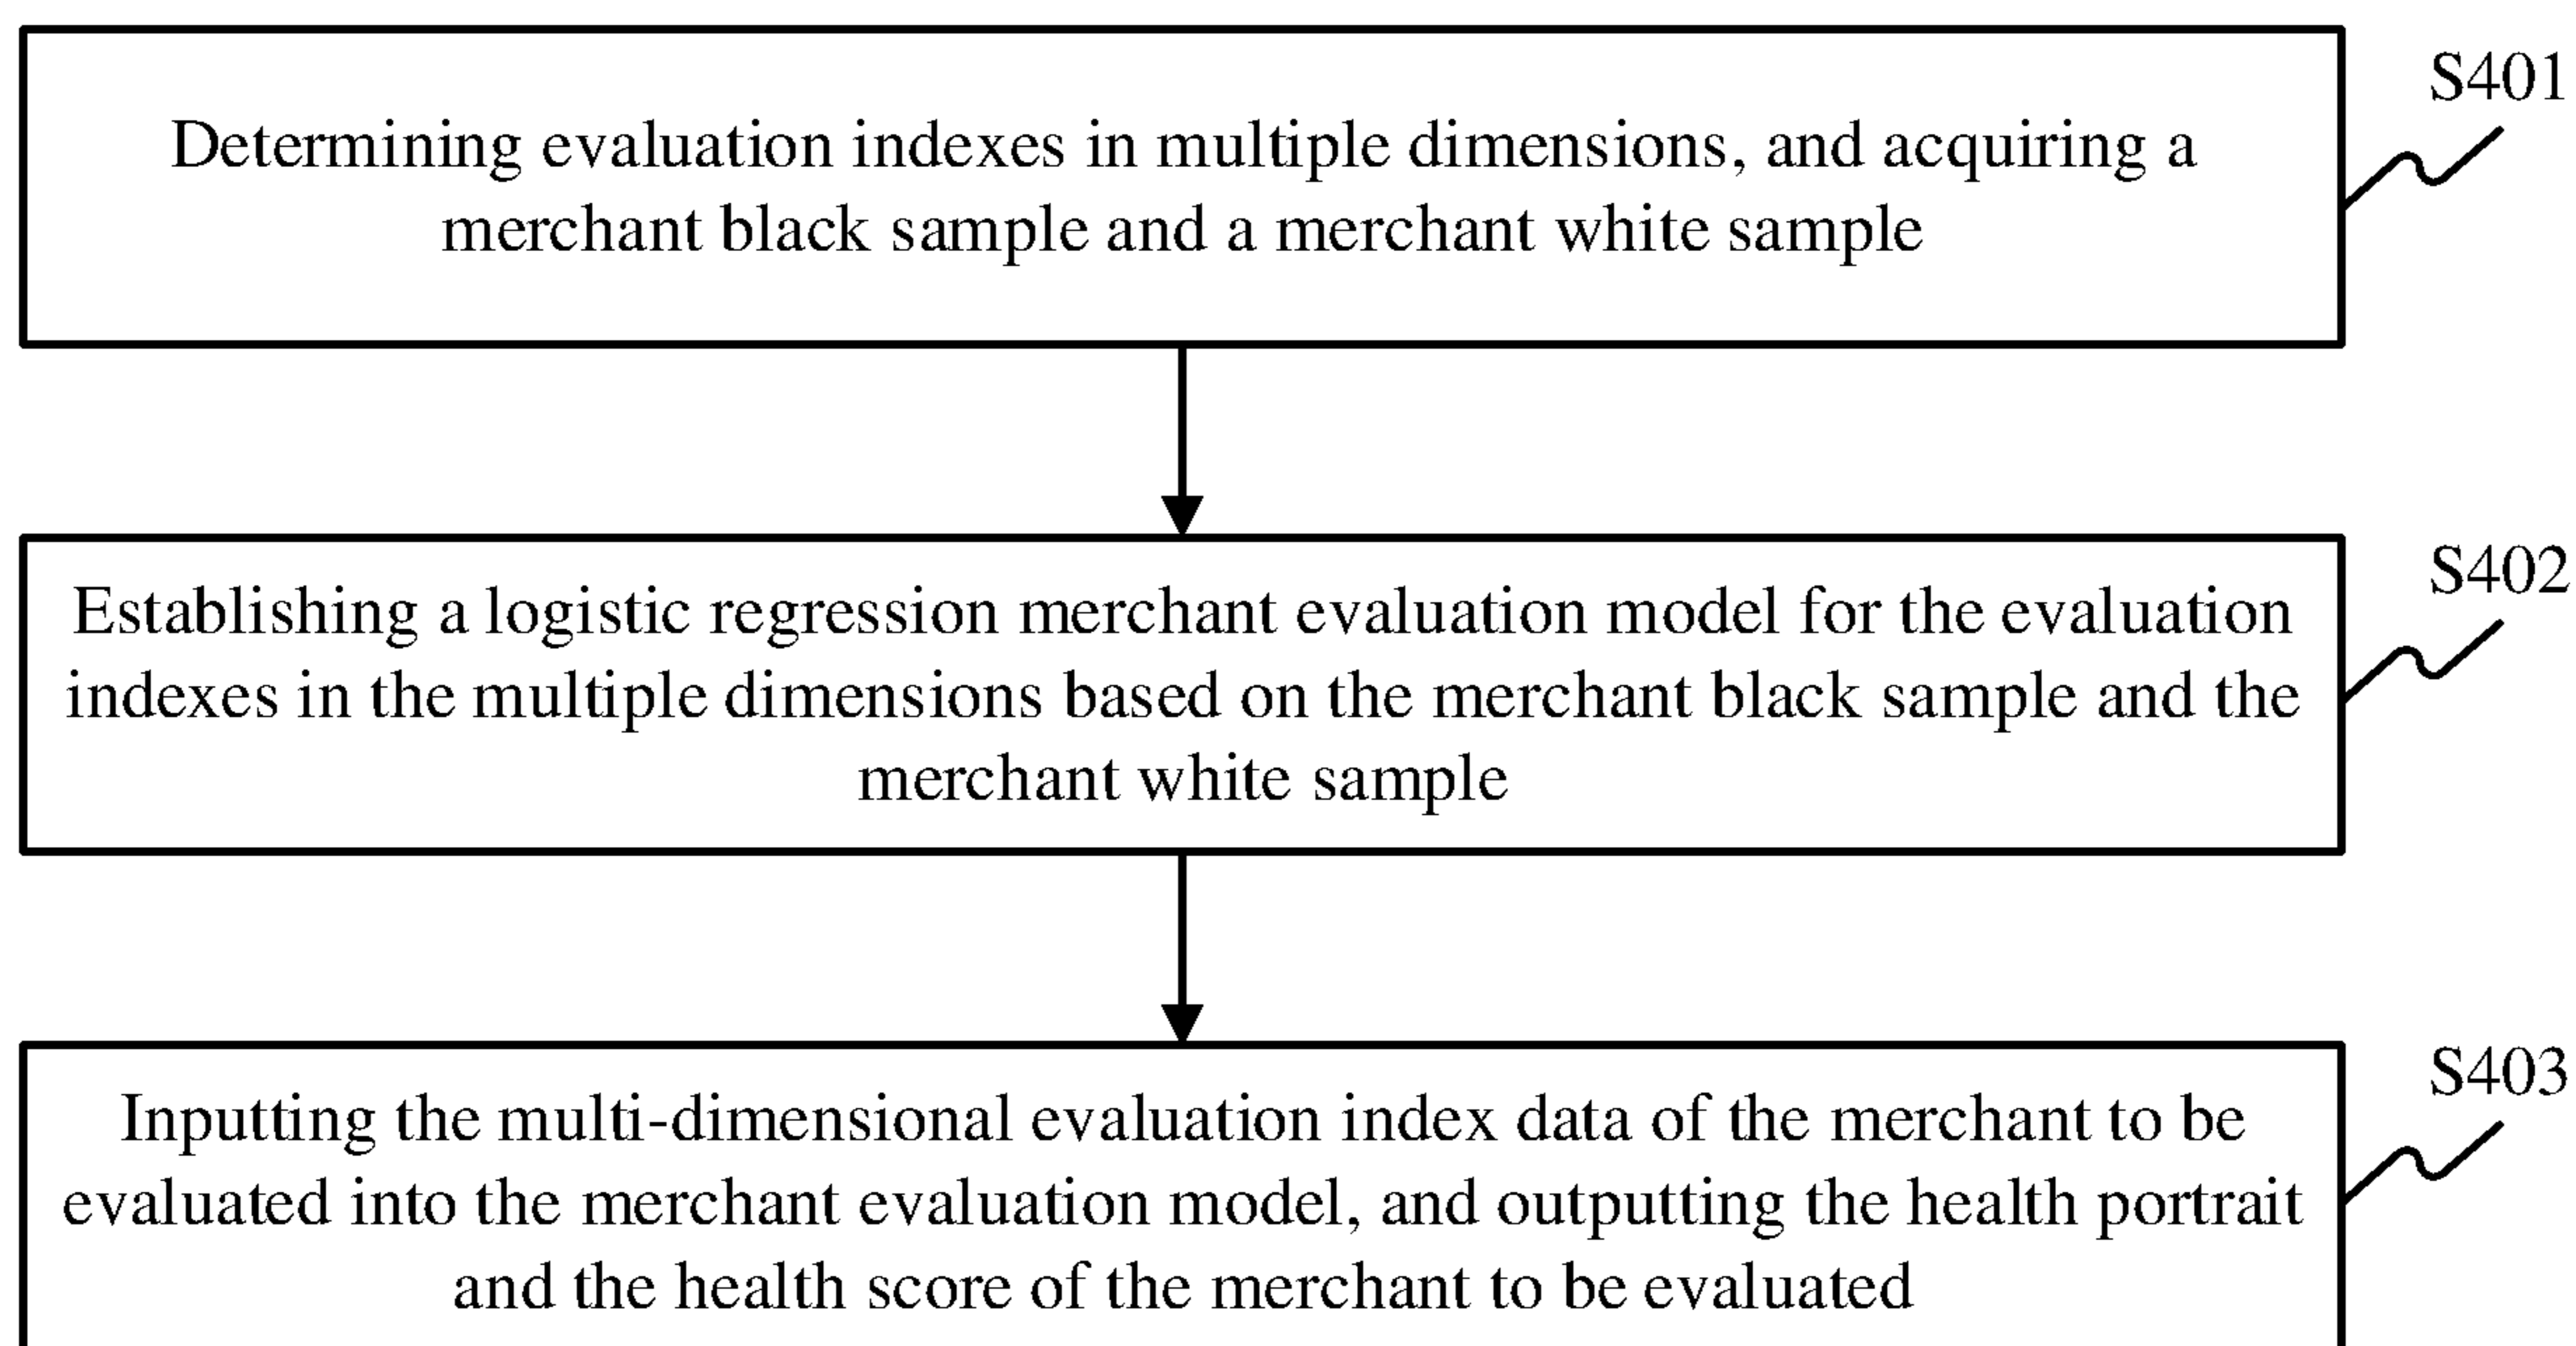 S401
Determining evaluation indexes in multiple dimensions, and acquiring a
merchant black sample and a merchant white sample
S402
Establishing a logistic regression merchant evaluation model for the evaluation
indexes in the multiple dimensions based on the merchant black sample and the
merchant white sample
S403
Inputting the multi-dimensional evaluation index data of the merchant to be
evaluated into the merchant evaluation model, and outputting the health portrait
and the health score of the merchant to be evaluated